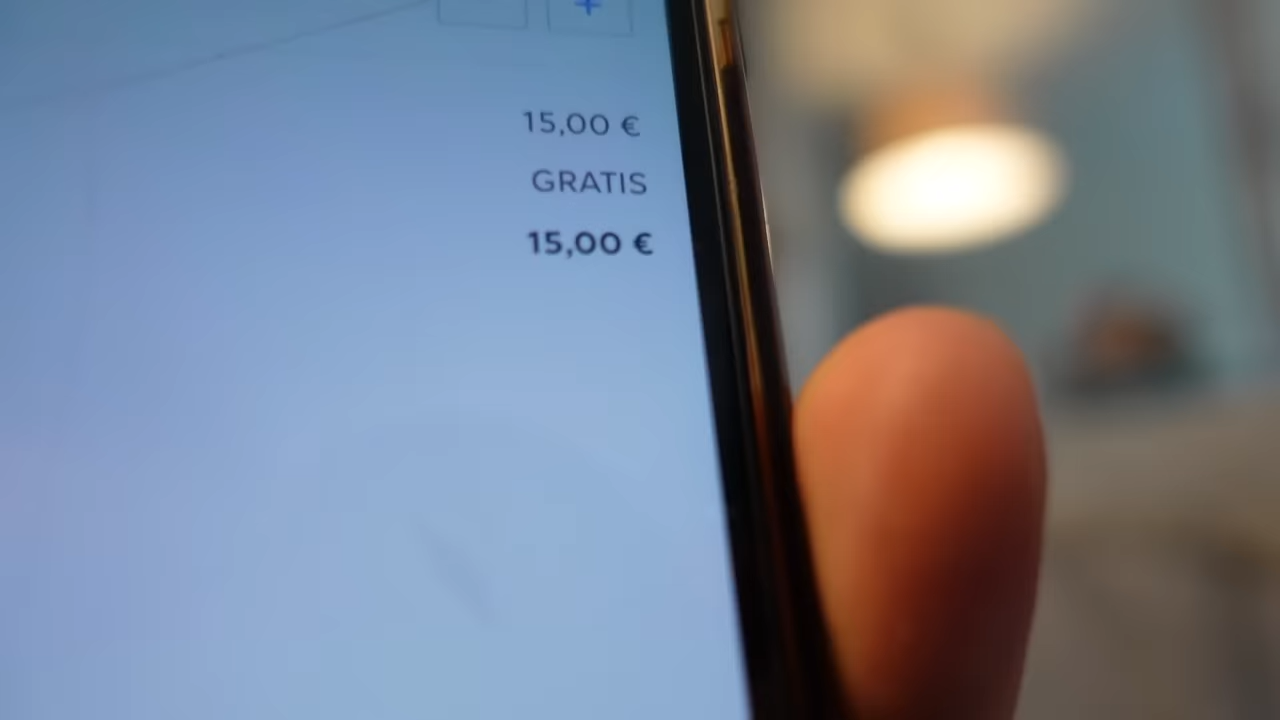 +
15,00 €
GRATIS
15,00 €